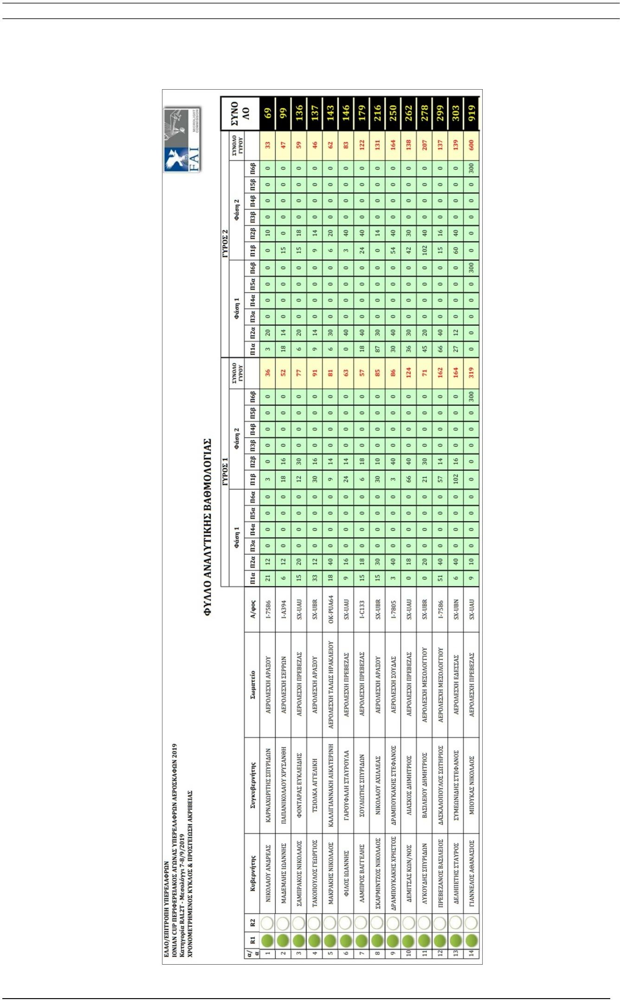 ΕΛΑΟ/ΕΠΙΤΡΟΠΗ ΥΠΕΡΕΛΑΦΡΩΝ
IONIAN CUP ΠΕΡΙΦΕΡΕΙΑΚΟΣ ΑΓΩΝΑΣ ΥΠΕΡΕΛΑΦΡΩΝ ΑΕΡΟΣΚΑΦΩΝ 2019
Κατηγορία RAL2T - Μεσολόγγι 7-8/9/2019
ΧΡΟΝΟΜΕΤΡΗΜΕΝΟΣ ΚΥΚΛΟΣ & ΠΡΟΣΓΕΙΩΣΗ ΑΚΡΙΒΕΙΑΣ
FAI MICROLIGHT COMMISSION
ΦΥΛΛΟ ΑΝΑΛΥΤΙΚΗΣ ΒΑΘΜΟΛΟΓΙΑΣ
ΓΥΡΟΣ 1 ΓΥΡΟΣ 2 ΣΥΝΟΛΟ
Φάση 1 Φάση 2 ΣΥΝΟΛΟ ΓΥΡΟΥ Φάση 1 Φάση 2 ΣΥΝΟΛΟ ΓΥΡΟΥ
α/α R1 R2 Κυβερνήτης Συγκυβερνήτης Σωματείο Α/φος Π1α Π2α Π3α Π4α Π5α Π6α Π1β Π2β Π3β Π4β Π5β Π6β Π1α Π2α Π3α Π4α Π5α Π6β Π1β Π2β Π3β Π4β Π5β Π6β
1 ΝΙΚΟΛΑΟΥ ΑΝΔΡΕΑΣ ΚΑΡΝΑΧΩΡΙΤΗΣ ΣΠΥΡΙΔΩΝ ΑΕΡΟΛΕΣΧΗ ΑΡΑΞΟΥ I-7586 21 12 0 0 0 0 3 0 0 0 0 0 36 3 20 0 0 0 0 0 10 0 0 0 0 33 69
2 ΜΑΔΕΜΛΗΣ ΙΩΑΝΝΗΣ ΠΑΠΑΝΙΚΟΛΑΟΥ ΧΡΥΣΑΝΘΗ ΑΕΡΟΛΕΣΧΗ ΣΕΡΡΩΝ I-A394 6 12 0 0 0 0 18 16 0 0 0 0 52 18 14 0 0 0 0 15 0 0 0 0 0 47 99
3 ΣΑΜΠΡΑΚΟΣ ΝΙΚΟΛΑΟΣ ΦΟΝΤΑΡΑΣ ΕΥΚΛΕΙΔΗΣ ΑΕΡΟΛΕΣΧΗ ΠΡΕΒΕΖΑΣ SX-UAU 15 20 0 0 0 0 12 30 0 0 0 0 77 6 20 0 0 0 0 15 18 0 0 0 0 59 136
4 ΤΑΚΟΠΟΥΛΟΣ ΓΕΩΡΓΙΟΣ ΤΣΙΟΛΚΑ ΑΓΓΕΛΙΚΗ ΑΕΡΟΛΕΣΧΗ ΑΡΑΞΟΥ SX-UBR 33 12 0 0 0 0 30 16 0 0 0 0 91 9 14 0 0 0 0 9 14 0 0 0 0 46 137
5 ΜΑΚΡΑΚΗΣ ΝΙΚΟΛΑΟΣ ΚΑΛΛΙΓΙΑΝΝΑΚΗ ΑΙΚΑΤΕΡΙΝΗ ΑΕΡΟΛΕΣΧΗ ΤΑΛΩΣ ΗΡΑΚΛΕΙΟΥ OK-PUA64 18 40 0 0 0 0 9 14 0 0 0 0 81 6 30 0 0 0 0 6 20 0 0 0 0 62 143
6 ΦΙΛΟΣ ΙΩΑΝΝΗΣ ΓΑΡΟΥΦΑΛΗ ΣΤΑΥΡΟΥΛΑ ΑΕΡΟΛΕΣΧΗ ΠΡΕΒΕΖΑΣ SX-UAU 9 16 0 0 0 0 24 14 0 0 0 0 63 0 40 0 0 0 0 3 40 0 0 0 0 83 146
7 ΛΑΜΠΡΟΣ ΒΑΓΓΕΛΗΣ ΣΟΥΛΙΩΤΗΣ ΣΠΥΡΙΔΩΝ ΑΕΡΟΛΕΣΧΗ ΠΡΕΒΕΖΑΣ I-C133 15 18 0 0 0 0 6 18 0 0 0 0 57 18 40 0 0 0 0 24 40 0 0 0 0 122 179
8 ΣΚΑΡΜΙΝΤΖΟΣ ΝΙΚΟΛΑΟΣ ΝΙΚΟΛΑΟΥ ΑΧΙΛΛΕΑΣ ΑΕΡΟΛΕΣΧΗ ΑΡΑΞΟΥ SX-UBR 15 30 0 0 0 0 30 10 0 0 0 0 85 87 30 0 0 0 0 0 14 0 0 0 0 131 216
9 ΔΡΑΜΠΟΥΚΑΚΗΣ ΧΡΗΣΤΟΣ ΔΡΑΜΠΟΥΚΑΚΗΣ ΣΤΕΦΑΝΟΣ ΑΕΡΟΛΕΣΧΗ ΣΟΥΔΑΣ I-7805 3 40 0 0 0 0 3 40 0 0 0 0 86 30 40 0 0 0 0 54 40 0 0 0 0 164 250
10 ΔΕΜΙΤΣΑΣ ΚΩΝ/ΝΟΣ ΛΙΑΣΚΟΣ ΔΗΜΗΤΡΙΟΣ ΑΕΡΟΛΕΣΧΗ ΠΡΕΒΕΖΑΣ SX-UAU 0 18 0 0 0 0 66 40 0 0 0 0 124 36 30 0 0 0 0 42 30 0 0 0 0 138 262
11 ΛΥΚΟΥΔΗΣ ΣΠΥΡΙΔΩΝ ΒΑΣΙΛΕΙΟΥ ΔΗΜΗΤΡΙΟΣ ΑΕΡΟΛΕΣΧΗ ΜΕΣΟΛΟΓΓΙΟΥ SX-UBR 0 20 0 0 0 0 21 30 0 0 0 0 71 45 20 0 0 0 0 102 40 0 0 0 0 207 278
12 ΠΡΕΒΕΖΑΝΟΣ ΒΑΣΙΛΕΙΟΣ ΔΑΣΚΑΛΟΠΟΥΛΟΣ ΣΩΤΗΡΙΟΣ ΑΕΡΟΛΕΣΧΗ ΜΕΣΟΛΟΓΓΙΟΥ I-7586 51 40 0 0 0 0 57 14 0 0 0 0 162 66 40 0 0 0 0 15 16 0 0 0 0 137 299
13 ΔΕΛΗΠΕΤΗΣ ΣΤΑΥΡΟΣ ΣΥΜΕΩΝΙΔΗΣ ΣΤΕΦΑΝΟΣ ΑΕΡΟΛΕΣΧΗ ΕΔΕΣΣΑΣ SX-UBN 6 40 0 0 0 0 102 16 0 0 0 0 164 27 12 0 0 0 0 60 40 0 0 0 0 139 303
14 ΓΙΑΝΝΕΛΟΣ ΑΘΑΝΑΣΙΟΣ ΜΠΟΥΚΑΣ ΝΙΚΟΛΑΟΣ ΑΕΡΟΛΕΣΧΗ ΠΡΕΒΕΖΑΣ SX-UAU 9 10 0 0 0 0 0 0 0 0 0 300 319 0 0 0 0 0 300 0 0 0 0 0 300 600 919